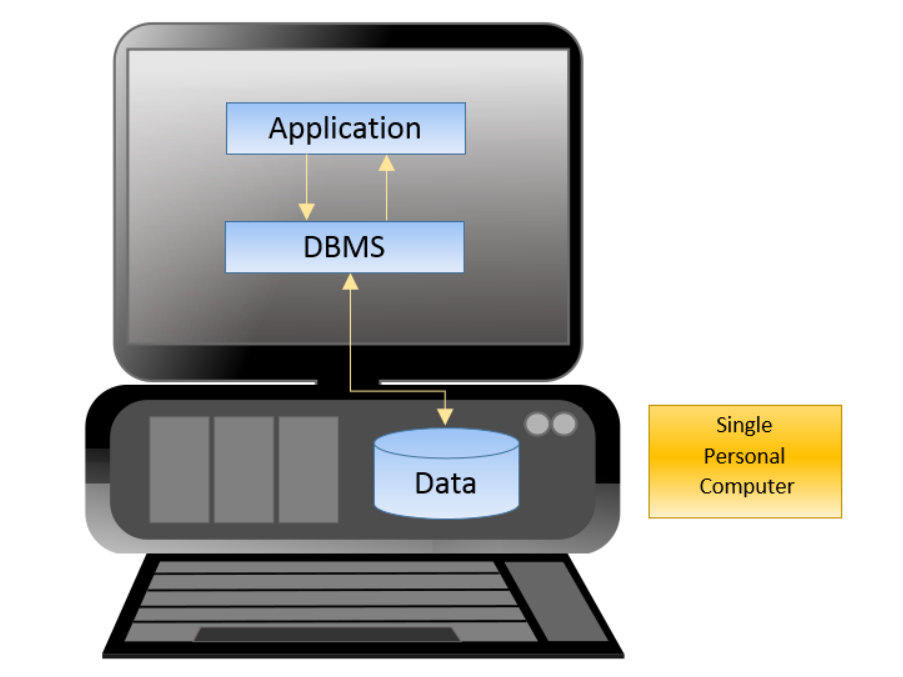 Application
DBMS
Data
Single
Personal
Computer